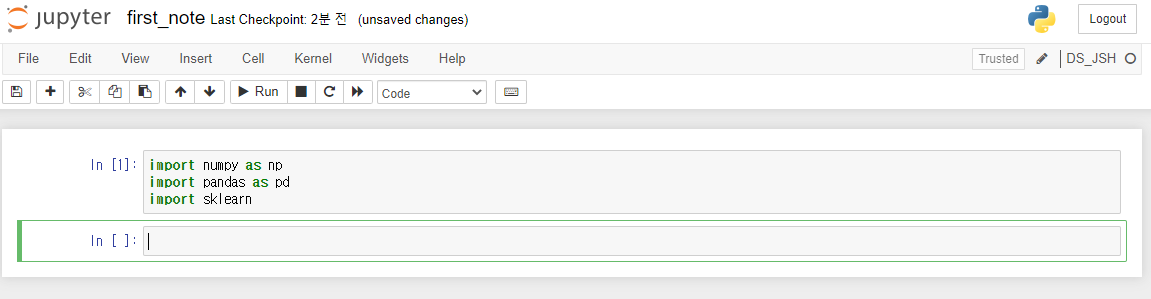 jupyter first_note Last Checkpoint: 2분 전 (unsaved changes) Logout
File Edit View Insert Cell Kernel Widgets Help Trusted DS_JSH
Run Code
In [1]: import numpy as np
import pandas as pd
import sklearn
In [ ]: